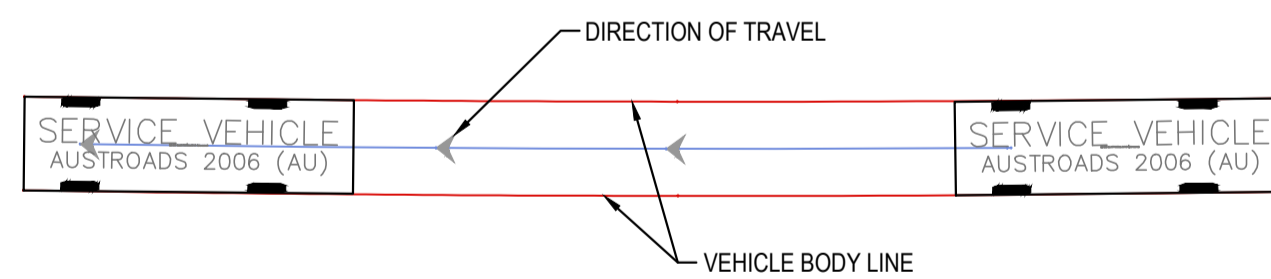 DIRECTION OF TRAVEL
SERVICE_VEHICLE
AUSTROADS 2006 (AU)
SERVICE_VEHICLE
AUSTROADS 2006 (AU)
VEHICLE BODY LINE